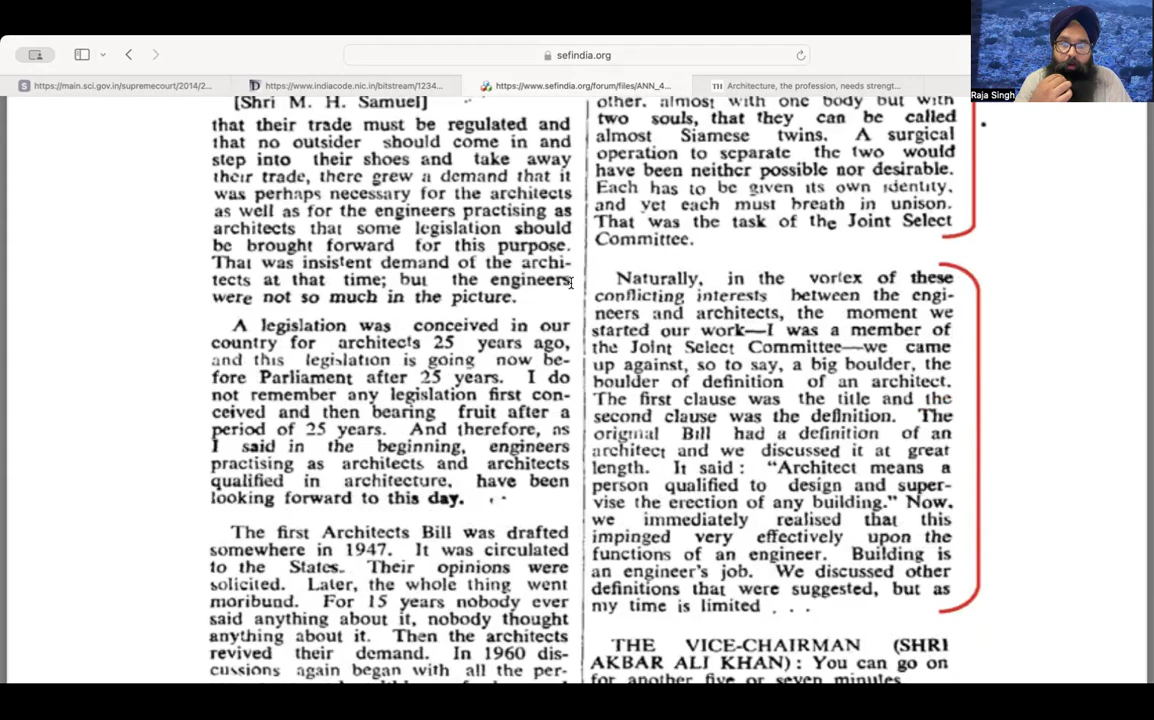 sefindia.org
https://main.sci.gov.in/supremecourt/2014/2...
https://www.indiacode.nic.in/bitstream/1234...
https://www.sefindia.org/forum/files/ANN_4...
Architecture, the profession, needs strengt...
Raja Singh
[Shri M. H. Samuel]
that their trade must be regulated and
that no outsider should come in and
step into their shoes and take away
their trade, there grew a demand that it
was perhaps necessary for the architects
as well as for the engineers practising as
architects that some legislation should
be brought forward for this purpose.
That was insistent demand of the archi-
tects at that time; but the engineers
were not so much in the picture.
A legislation was conceived in our
country for architects 25 years ago,
and this legislation is going now be-
fore Parliament after 25 years. I do
not remember any legislation first con-
ceived and then bearing fruit after a
period of 25 years. And therefore, as
I said in the beginning, engineers
practising as architects and architects
qualified in architecture, have been
looking forward to this day.
The first Architects Bill was drafted
somewhere in 1947. It was circulated
to the States. Their opinions were
solicited. Later, the whole thing went
moribund. For 15 years nobody ever
said anything about it, nobody thought
anything about it. Then the architects
revived their demand. In 1960 dis-
cussions again began with all the per-
other. almost with one body but with
two souls, that they can be called
almost Siamese twins. A surgical
operation to separate the two would
have been neither possible nor desirable.
Each has to be given its own identity,
and yet each must breath in unison.
That was the task of the Joint Select
Committee.
Naturally, in the vortex of these
conflicting interests between the engi-
neers and architects, the moment we
started our work—I was a member of
the Joint Select Committee—we came
up against, so to say, a big boulder, the
boulder of definition of an architect.
The first clause was the title and the
second clause was the definition. The
original Bill had a definition of an
architect and we discussed it at great
length. It said : "Architect means a
person qualified to design and super-
vise the erection of any building." Now,
we immediately realised that this
impinged very effectively upon the
functions of an engineer. Building is
an engineer's job. We discussed other
definitions that were suggested, but as
my time is limited . . .
THE VICE-CHAIRMAN (SHRI
AKBAR ALI KHAN) : You can go on
for another five or seven minutes